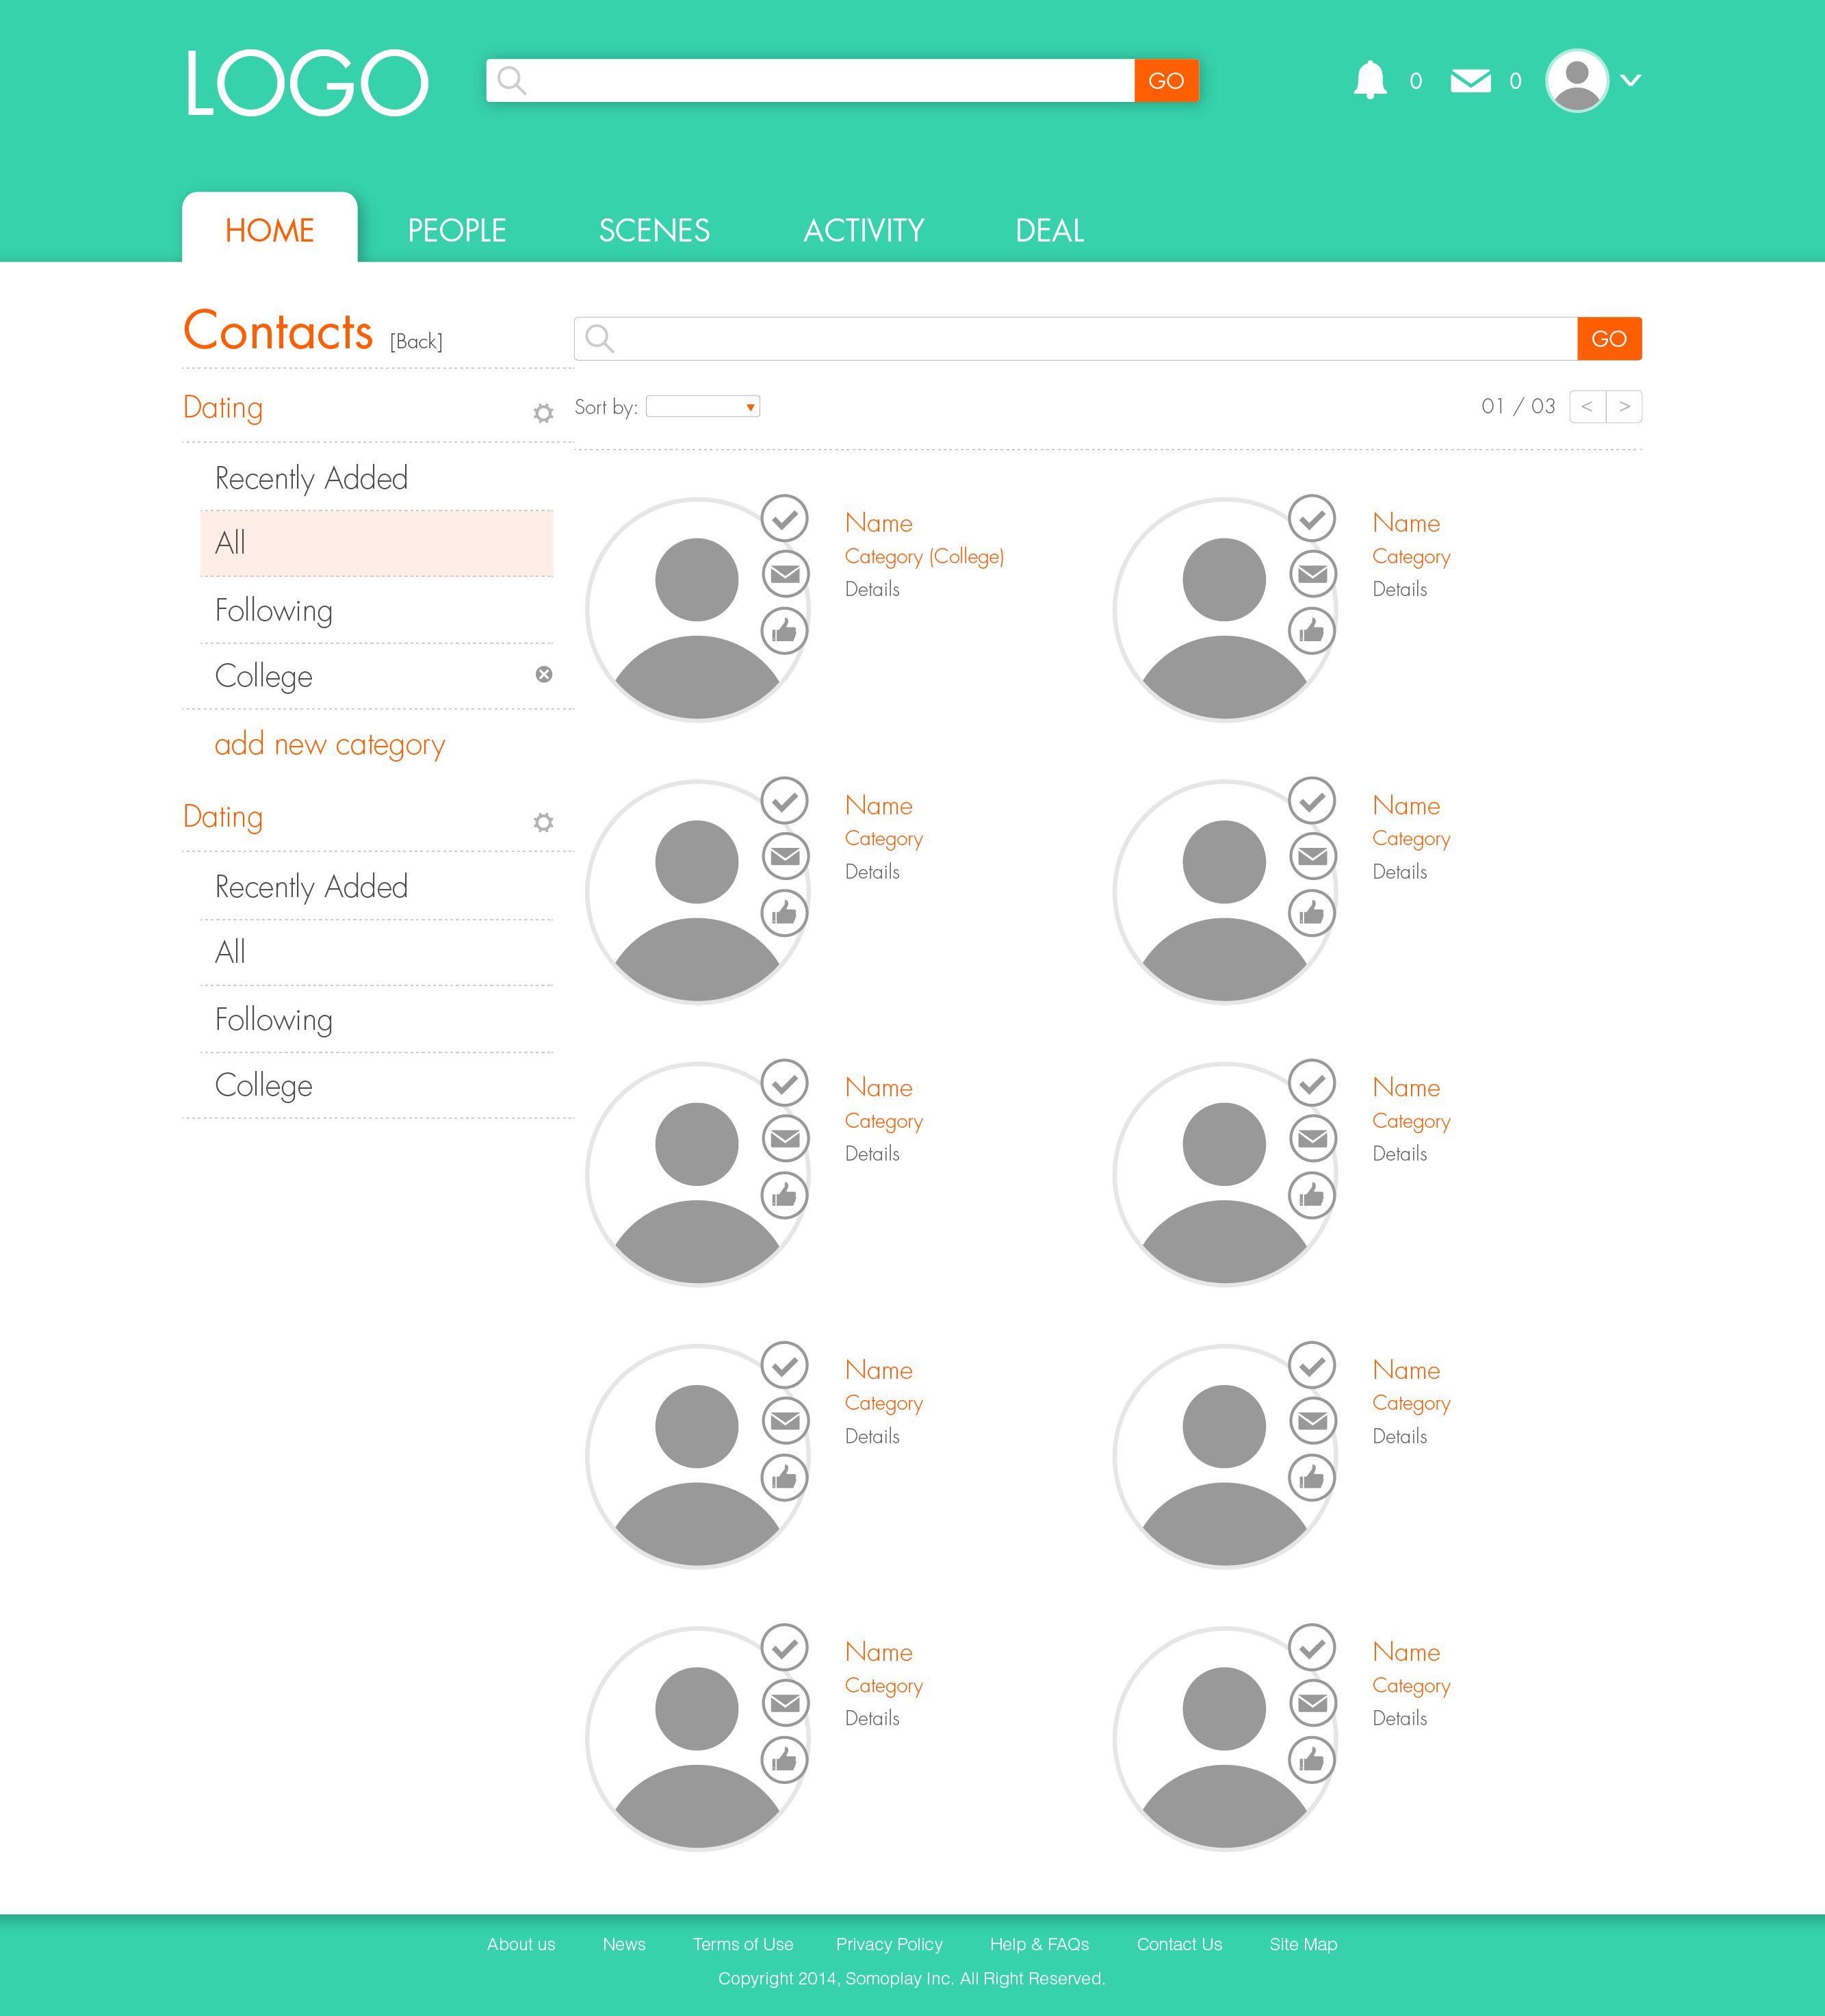 LOGO
GO
0
0
HOME
PEOPLE
SCENES
ACTIVITY
DEAL
Contacts [Back]
GO
Dating
Sort by:
01 / 03 < >
Recently Added
All
Following
College
add new category
Dating
Recently Added
All
Following
College
Name
Category (College)
Details
Name
Category
Details
Name
Category
Details
Name
Category
Details
Name
Category
Details
Name
Category
Details
Name
Category
Details
Name
Category
Details
Name
Category
Details
Name
Category
Details
About us
News
Terms of Use
Privacy Policy
Help & FAQs
Contact Us
Site Map
Copyright 2014, Somoplay Inc. All Right Reserved.